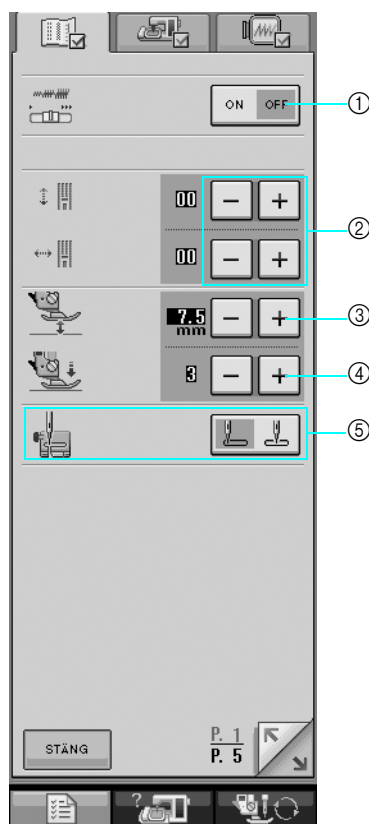 ON OFF ①
00 − +
②
00 − +
7.5 mm − + ③
3 − + ④
⑤
STÄNG
P. 1
P. 5
?